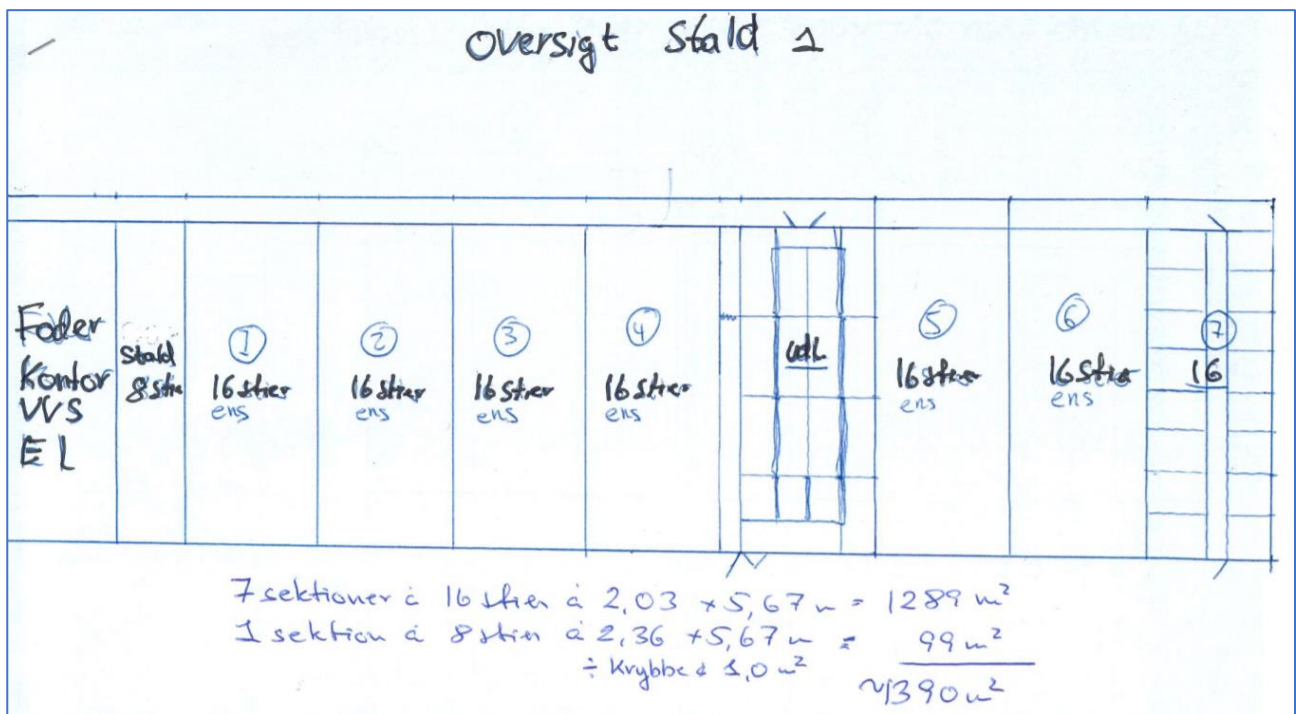 Oversigt Stald 1
Foder
Kontor
VVS
EL
Stald
8 stie
1
16 stier
ens
2
16 stier
ens
3
16 stier
ens
4
16 stier
ens
udl
5
16 stier
ens
6
16 stie
ens
7
16
7 sektioner à 16 stier à 2,03 x 5,67 m = 1289 m²
1 sektion à 8 stier à 2,36 x 5,67 m = 99 m²
÷ Krybbe á 1,0 m²
~1390 m²